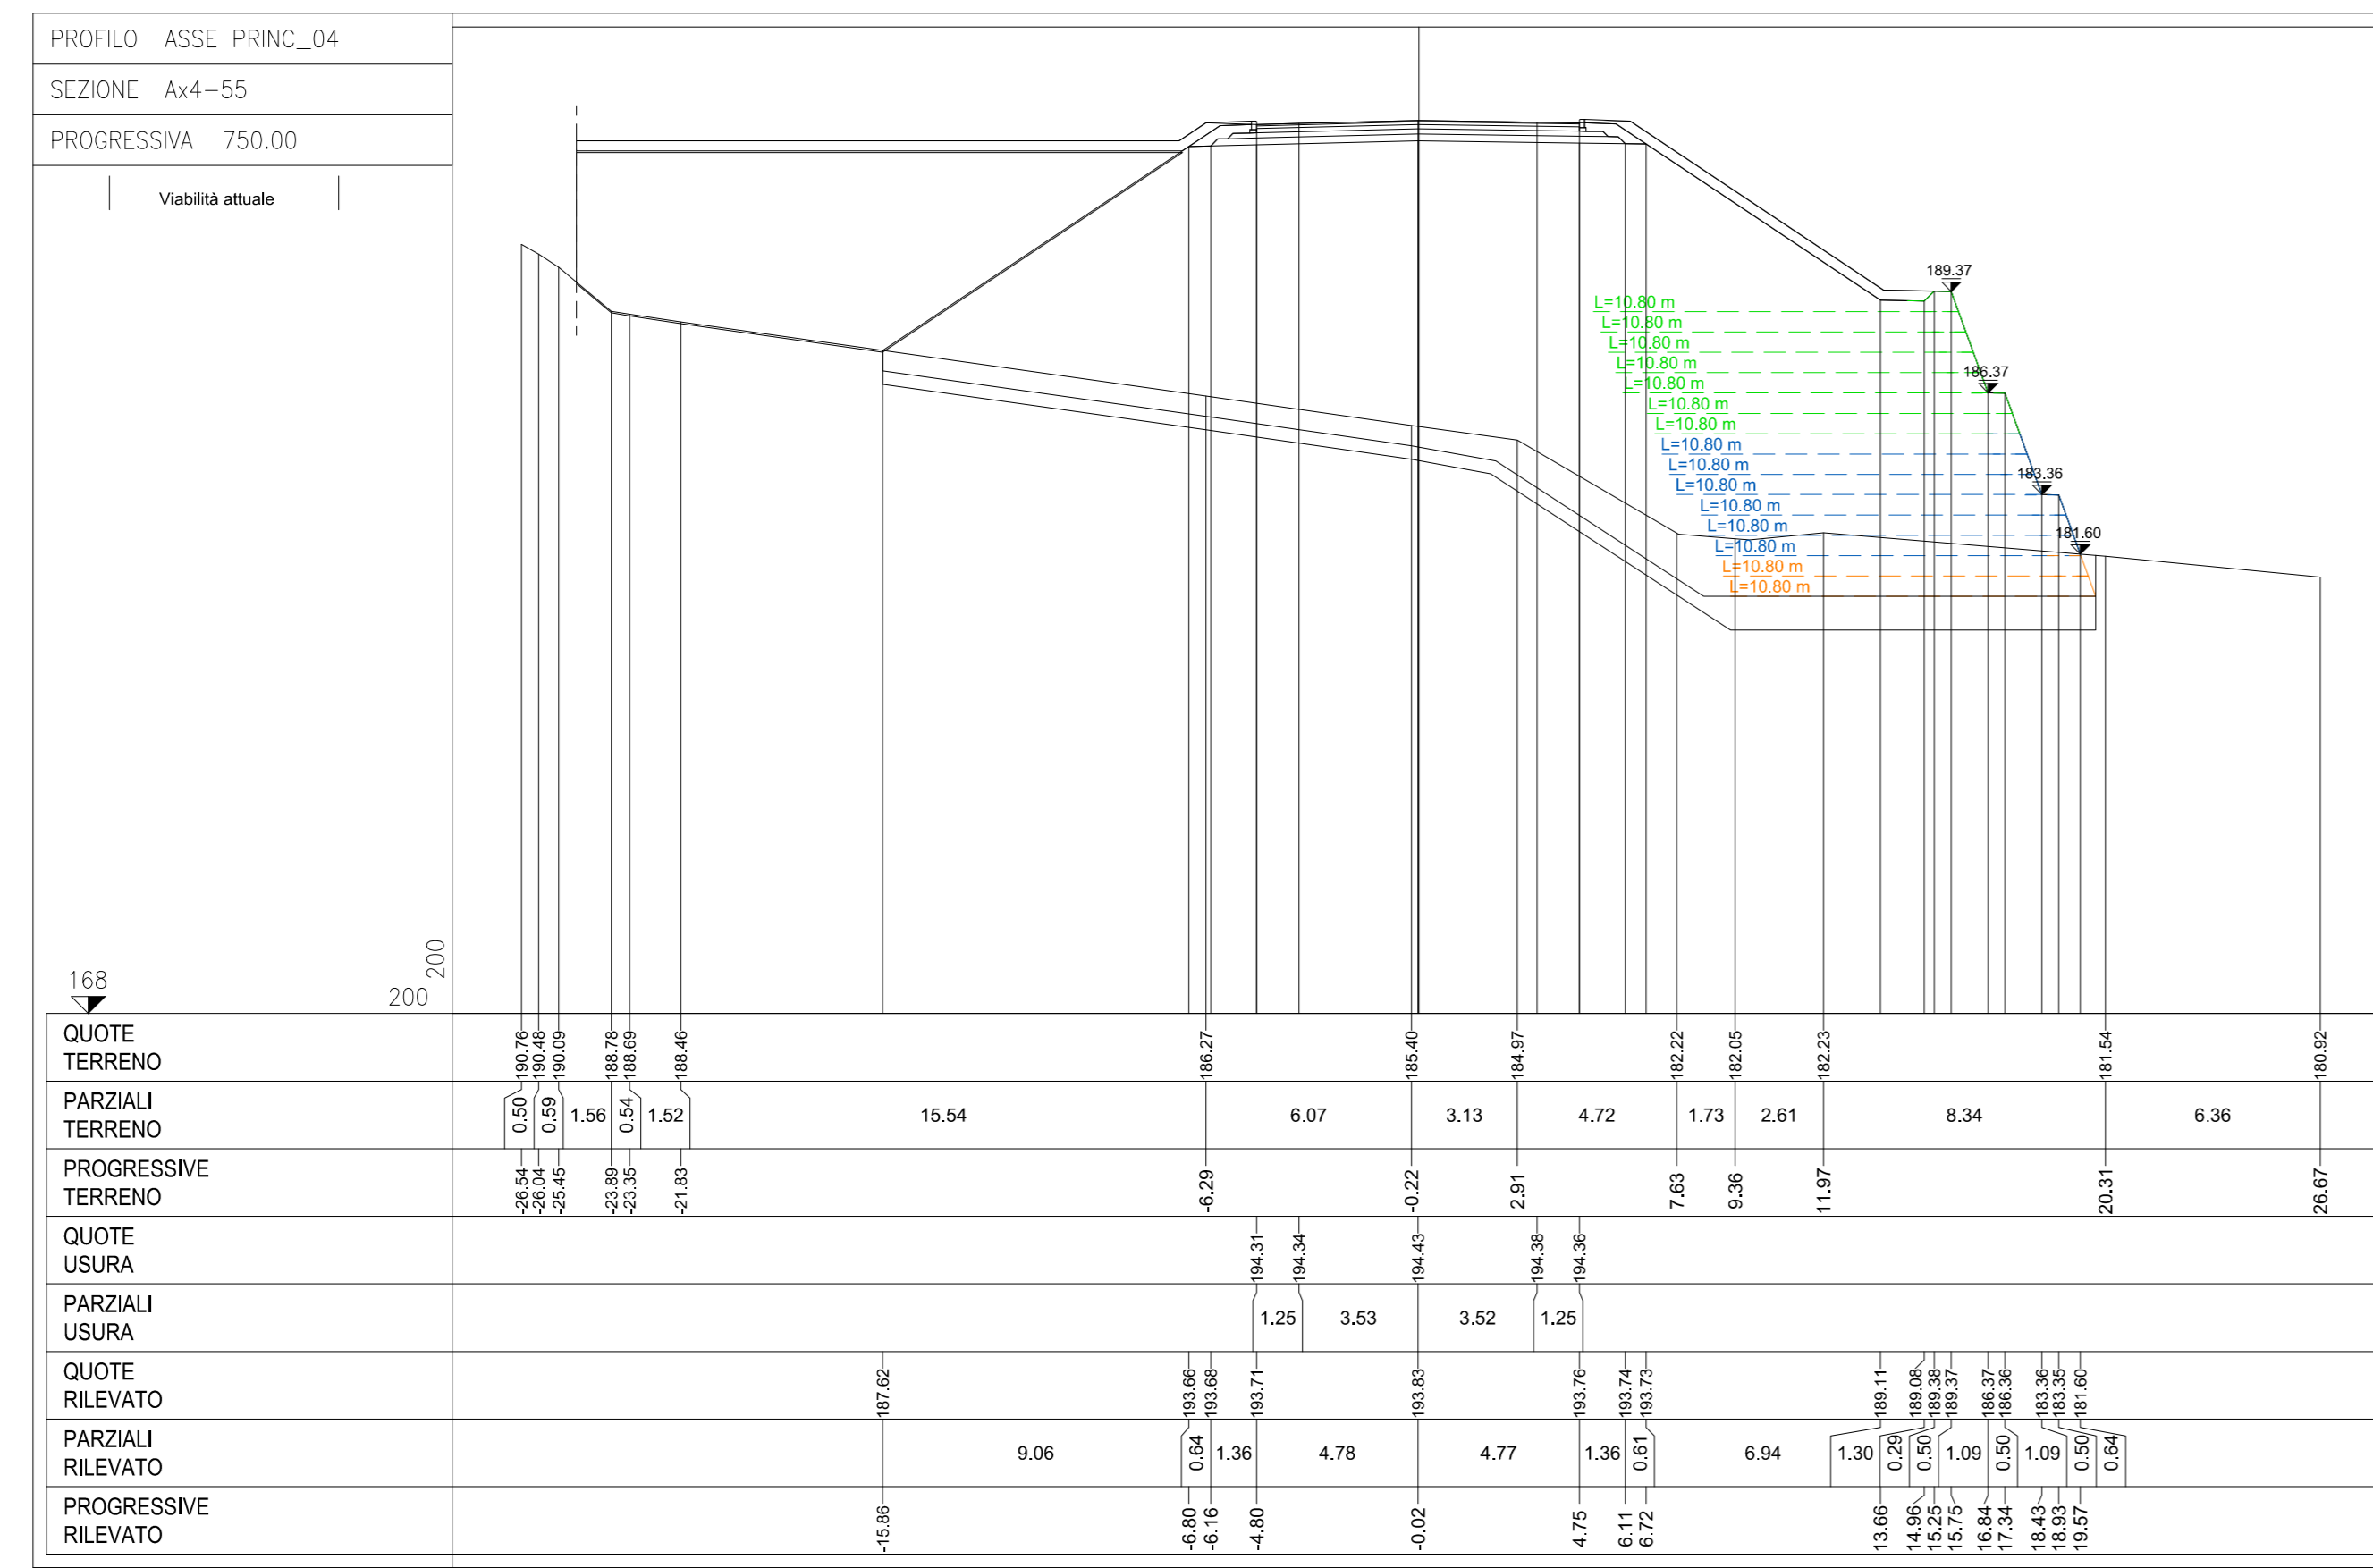 PROFILO ASSE PRINC_04
SEZIONE Ax4-55
PROGRESSIVA 750.00
Viabilità attuale
189.37
L=10.80 m
L=10.80 m
L=10.80 m
L=10.80 m
186.37
L=10.80 m
L=10.80 m
L=10.80 m
L=10.80 m
L=10.80 m
183.36
L=10.80 m
L=10.80 m
L=10.80 m
181.60
L=10.80 m
L=10.80 m
L=10.80 m
200
168
200
QUOTE
TERRENO
190.76 190.48 190.09 188.78 188.69 188.46 186.27 185.40 184.97 182.22 182.05 182.23 181.54 180.92
PARZIALI
TERRENO
0.50 0.59 1.56 0.54 1.52 15.54 6.07 3.13 4.72 1.73 2.61 8.34 6.36
PROGRESSIVE
TERRENO
-26.54 -26.04 -25.45 -23.89 -23.35 -21.83 -6.29 -0.22 2.91 7.63 9.36 11.97 20.31 26.67
QUOTE
USURA
194.31 194.34 194.43 194.38 194.36
PARZIALI
USURA
1.25 3.53 3.52 1.25
QUOTE
RILEVATO
187.62 193.66 193.68 193.71 193.83 193.76 193.74 193.73 189.11 189.08 189.38 189.37 186.37 186.36 183.36 183.35 181.60
PARZIALI
RILEVATO
9.06 0.64 1.36 4.78 4.77 1.36 0.61 6.94 1.30 0.29 0.50 1.09 0.50 1.09 0.50 0.64
PROGRESSIVE
RILEVATO
-15.86 -6.80 -6.16 -4.80 -0.02 4.75 6.11 6.72 13.66 14.96 15.25 15.75 16.84 17.34 18.43 18.93 19.57